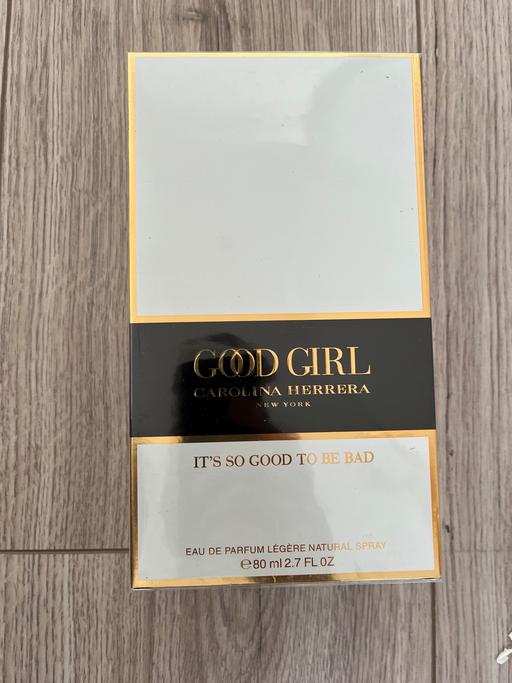 GOOD GIRL
CAROLINA HERRERA
NEW YORK
IT'S SO GOOD TO BE BAD
EAU DE PARFUM LÉGÈRE NATURAL SPRAY
℮80 ml 2.7 FL OZ